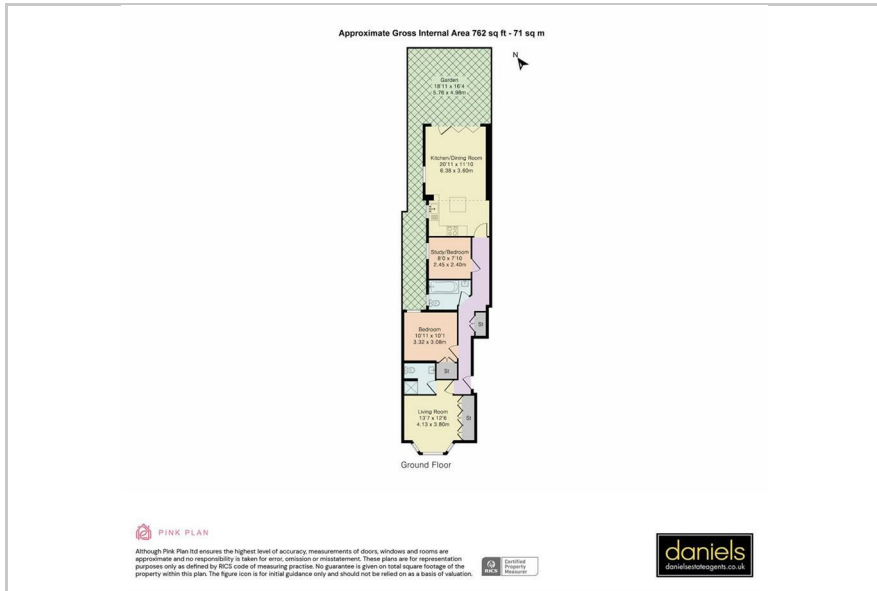 Approximate Gross Internal Area 762 sq ft - 71 sq m
N
Garden
18'11 x 16'4
5.76 x 4.98m
Kitchen/Dining Room
20'11 x 11'10
6.38 x 3.60m
Study/Bedroom
8'0 x 7'10
2.45 x 2.40m
St
Bedroom
10'11 x 10'1
3.32 x 3.08m
St
Living Room
13'7 x 12'6
4.13 x 3.80m
St
Ground Floor
PINK PLAN
Although Pink Plan ltd ensures the highest level of accuracy, measurements of doors, windows and rooms are
approximate and no responsibility is taken for error, omission or misstatement. These plans are for representation
purposes only as defined by RICS code of measuring practise. No guarantee is given on total square footage of the
property within this plan. The figure icon is for initial guidance only and should not be relied on as a basis of valuation.
RICS
Certified
Property
Measurer
daniels
danielsestateagents.co.uk